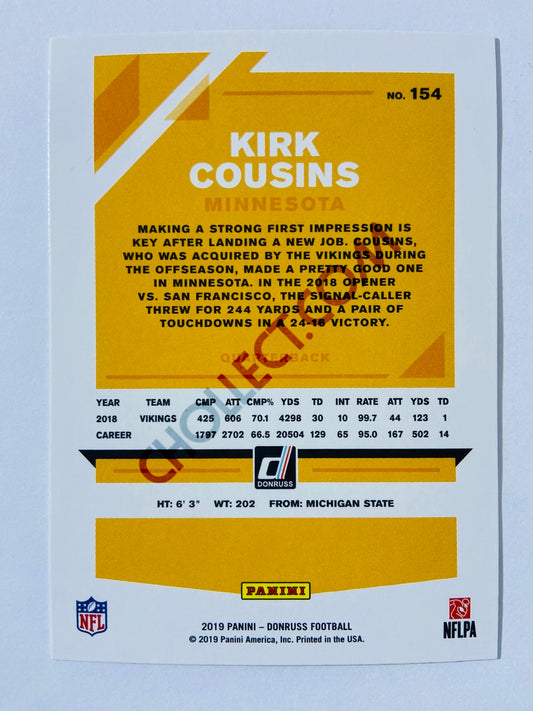 NO. 154
KIRK
COUSINS
MINNESOTA
MAKING A STRONG FIRST IMPRESSION IS
KEY AFTER LANDING A NEW JOB. COUSINS,
WHO WAS ACQUIRED BY THE VIKINGS DURING
THE OFFSEASON, MADE A PRETTY GOOD ONE
IN MINNESOTA. IN THE 2018 OPENER
VS. SAN FRANCISCO, THE SIGNAL-CALLER
THREW FOR 244 YARDS AND A PAIR OF
TOUCHDOWNS IN A 24-16 VICTORY.
QUARTERBACK
CHOLLECT.COM
YEAR TEAM CMP ATT CMP% YDS TD INT RATE ATT YDS TD
2018 VIKINGS 425 606 70.1 4298 30 10 99.7 44 123 1
CAREER 1797 2702 66.5 20504 129 65 95.0 167 502 14
d
DONRUSS
HT: 6' 3" WT: 202 FROM: MICHIGAN STATE
PANINI
NFL
NFLPA
2019 PANINI – DONRUSS FOOTBALL
© 2019 Panini America, Inc. Printed in the USA.